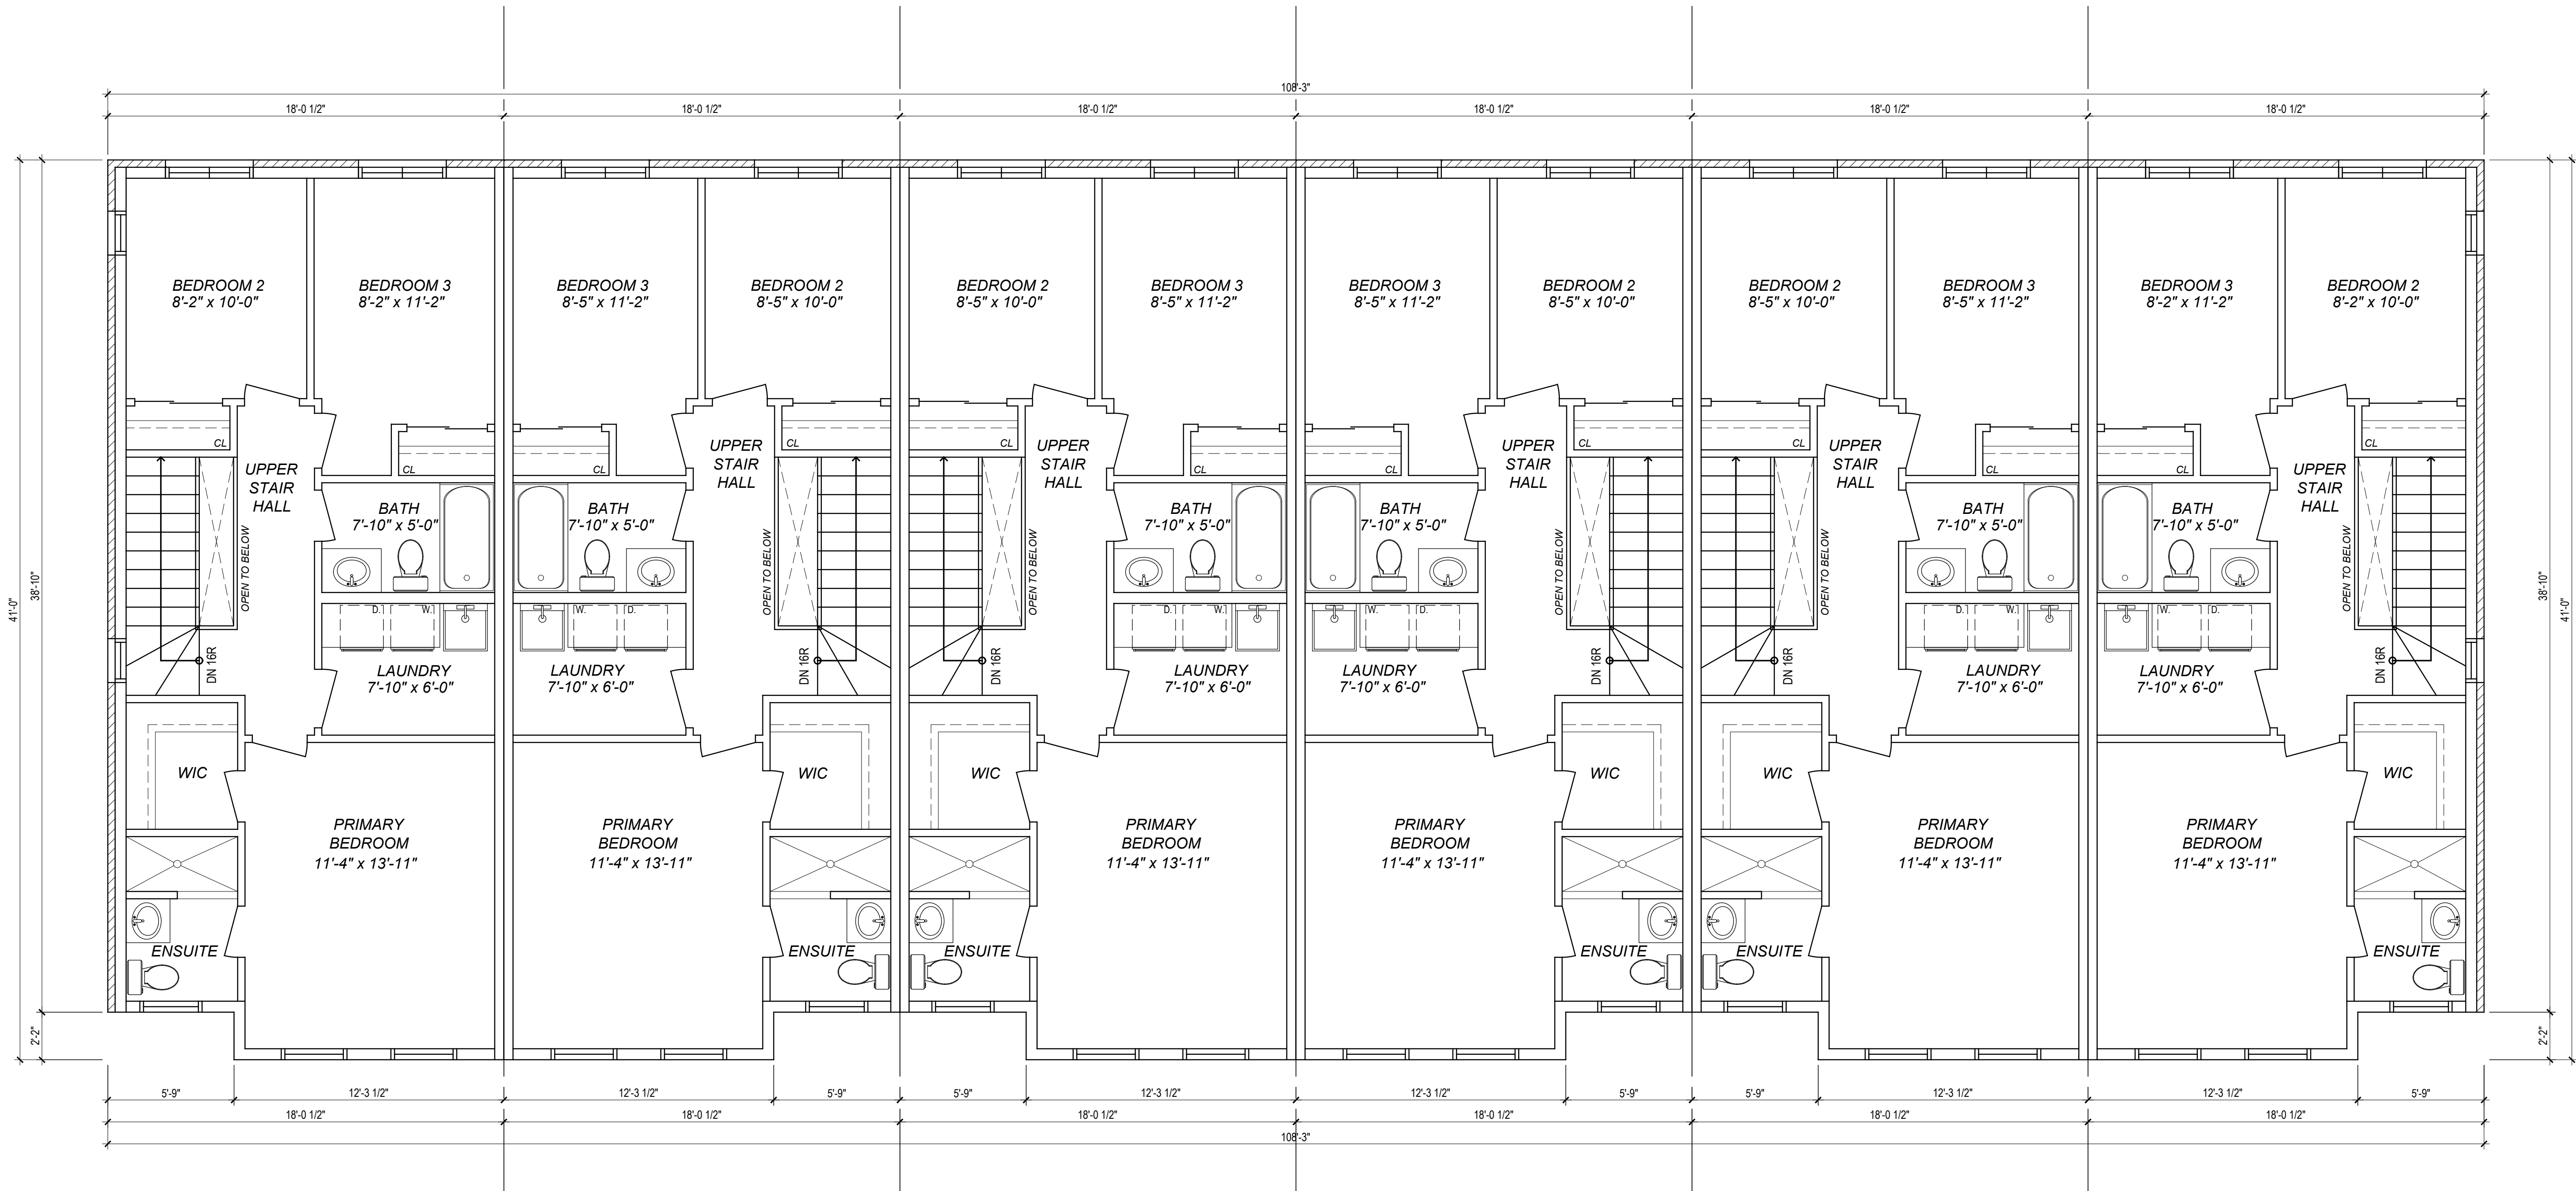 108'-3"
18'-0 1/2" 18'-0 1/2" 18'-0 1/2" 18'-0 1/2" 18'-0 1/2" 18'-0 1/2"
BEDROOM 2 BEDROOM 3 BEDROOM 3 BEDROOM 2 BEDROOM 2 BEDROOM 3 BEDROOM 3 BEDROOM 2 BEDROOM 2 BEDROOM 3 BEDROOM 3 BEDROOM 2
8'-2" x 10'-0" 8'-2" x 11'-2" 8'-5" x 11'-2" 8'-5" x 10'-0" 8'-5" x 10'-0" 8'-5" x 11'-2" 8'-5" x 11'-2" 8'-5" x 10'-0" 8'-5" x 10'-0" 8'-5" x 11'-2" 8'-2" x 11'-2" 8'-2" x 10'-0"
CL CL CL CL CL CL CL CL CL CL CL CL
UPPER UPPER UPPER UPPER UPPER UPPER
STAIR STAIR STAIR STAIR STAIR STAIR
HALL HALL HALL HALL HALL HALL
BATH BATH BATH BATH BATH BATH
7'-10" x 5'-0" 7'-10" x 5'-0" 7'-10" x 5'-0" 7'-10" x 5'-0" 7'-10" x 5'-0" 7'-10" x 5'-0"
OPEN TO BELOW OPEN TO BELOW OPEN TO BELOW OPEN TO BELOW OPEN TO BELOW OPEN TO BELOW
41'-0" 38'-10" 38'-10" 41'-0"
D. W. W. D. D. W. W. D. D. W. W. D.
DN 16R DN 16R DN 16R DN 16R DN 16R DN 16R
LAUNDRY LAUNDRY LAUNDRY LAUNDRY LAUNDRY LAUNDRY
7'-10" x 6'-0" 7'-10" x 6'-0" 7'-10" x 6'-0" 7'-10" x 6'-0" 7'-10" x 6'-0" 7'-10" x 6'-0"
WIC WIC WIC WIC WIC WIC
PRIMARY PRIMARY PRIMARY PRIMARY PRIMARY PRIMARY
BEDROOM BEDROOM BEDROOM BEDROOM BEDROOM BEDROOM
11'-4" x 13'-11" 11'-4" x 13'-11" 11'-4" x 13'-11" 11'-4" x 13'-11" 11'-4" x 13'-11" 11'-4" x 13'-11"
ENSUITE ENSUITE ENSUITE ENSUITE ENSUITE ENSUITE
2'-2" 2'-2"
5'-9" 12'-3 1/2" 12'-3 1/2" 5'-9" 5'-9" 12'-3 1/2" 12'-3 1/2" 5'-9" 5'-9" 12'-3 1/2" 12'-3 1/2" 5'-9"
18'-0 1/2" 18'-0 1/2" 18'-0 1/2" 18'-0 1/2" 18'-0 1/2" 18'-0 1/2"
108'-3"